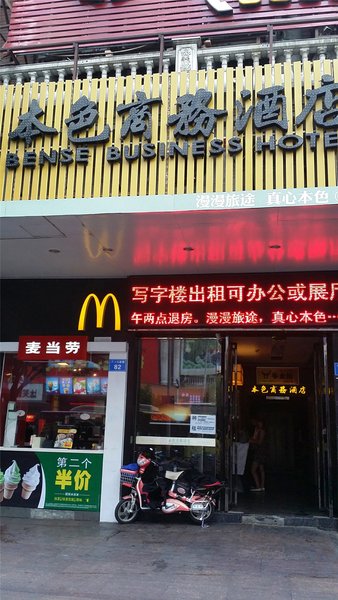 本色商務酒店
BENSE BUSINESS HOTE
漫漫旅途 真心本色
写字楼出租可办公或展厅
午两点退房。漫漫旅途，真心本色…
麦当劳
82
本色商務酒店
第二个
半价